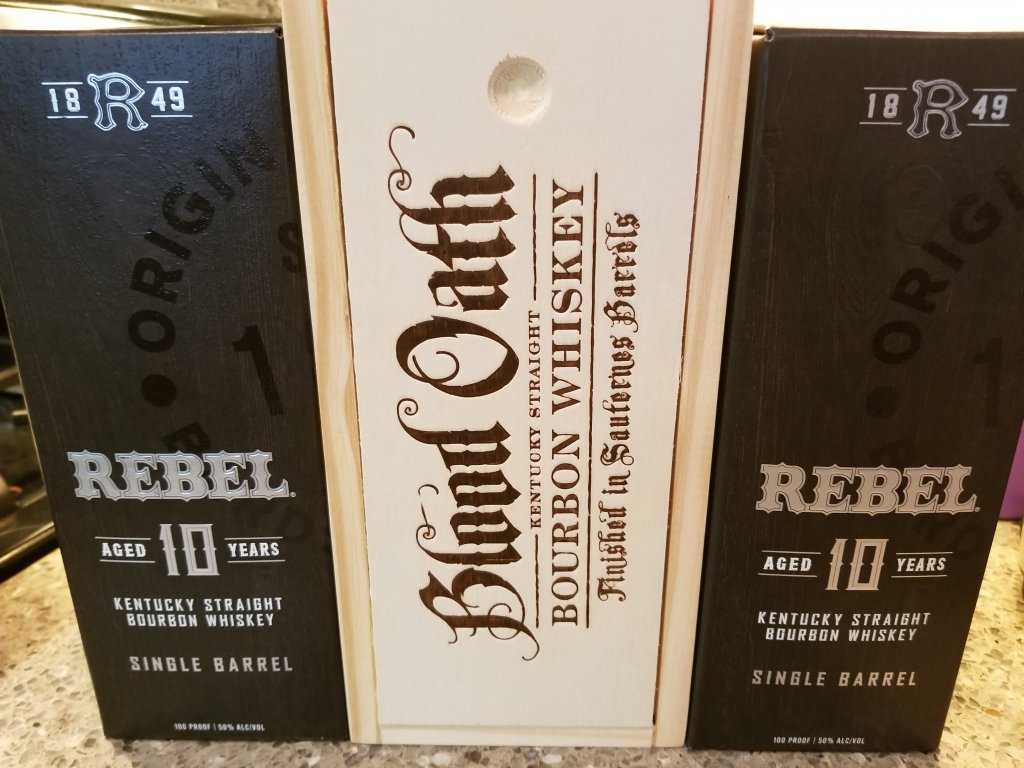 18 R 49
ORIGIN
1
REBEL
AGED 10 YEARS
KENTUCKY STRAIGHT
BOURBON WHISKEY
SINGLE BARREL
100 PROOF | 50% ALC/VOL
Blood Oath
KENTUCKY STRAIGHT
BOURBON WHISKEY
Finished in Sauternes Barrels
18 R 49
ORIGI
1
REBEL
AGED 10 YEARS
KENTUCKY STRAIGHT
BOURBON WHISKEY
SINGLE BARREL
100 PROOF | 50% ALC/VOL